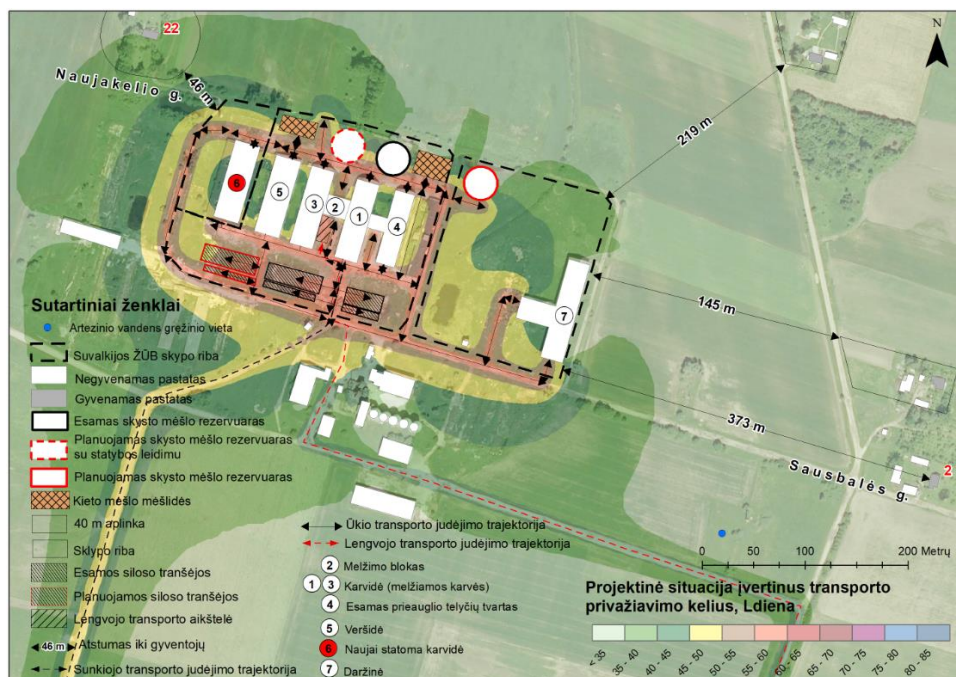 22
N
Naujakelio g.
46 m
219 m
6
5
3
2
1
4
7
145 m
373 m
Sausbalės g.
2
Sutartiniai ženklai
Artezinio vandens gręžinio vieta
Suvalkijos ŽŪB skypo riba
Negyvenamas pastatas
Gyvenamas pastatas
Esamas skysto mėšlo rezervuaras
Planuojamas skysto mėšlo rezervuaras
su statybos leidimu
Planuojamas skysto mėšlo rezervuaras
Kieto mėšlo mėšlidės
40 m aplinka
Sklypo riba
Esamos siloso tranšėjos
Planuojamos siloso tranšėjos
Lengvojo transporto aikštelė
46 m Atstumas iki gyventojų
Sunkiojo transporto judėjimo trajektorija
Ūkio transporto judėjimo trajektorija
Lengvojo transporto judėjimo trajektorija
2 Melžimo blokas
1 3 Karvidė (melžiamos karvės)
4 Esamas prieauglio telyčių tvartas
5 Veršidė
6 Naujai statoma karvidė
7 Daržinė
0 50 100 200 Metrų
Projektinė situacija įvertinus transporto
privažiavimo kelius, Ldiena
< 35
35 - 40
40 - 45
45 - 50
50 - 55
55 - 60
60 - 65
65 - 70
70 - 75
75 - 80
80 - 85